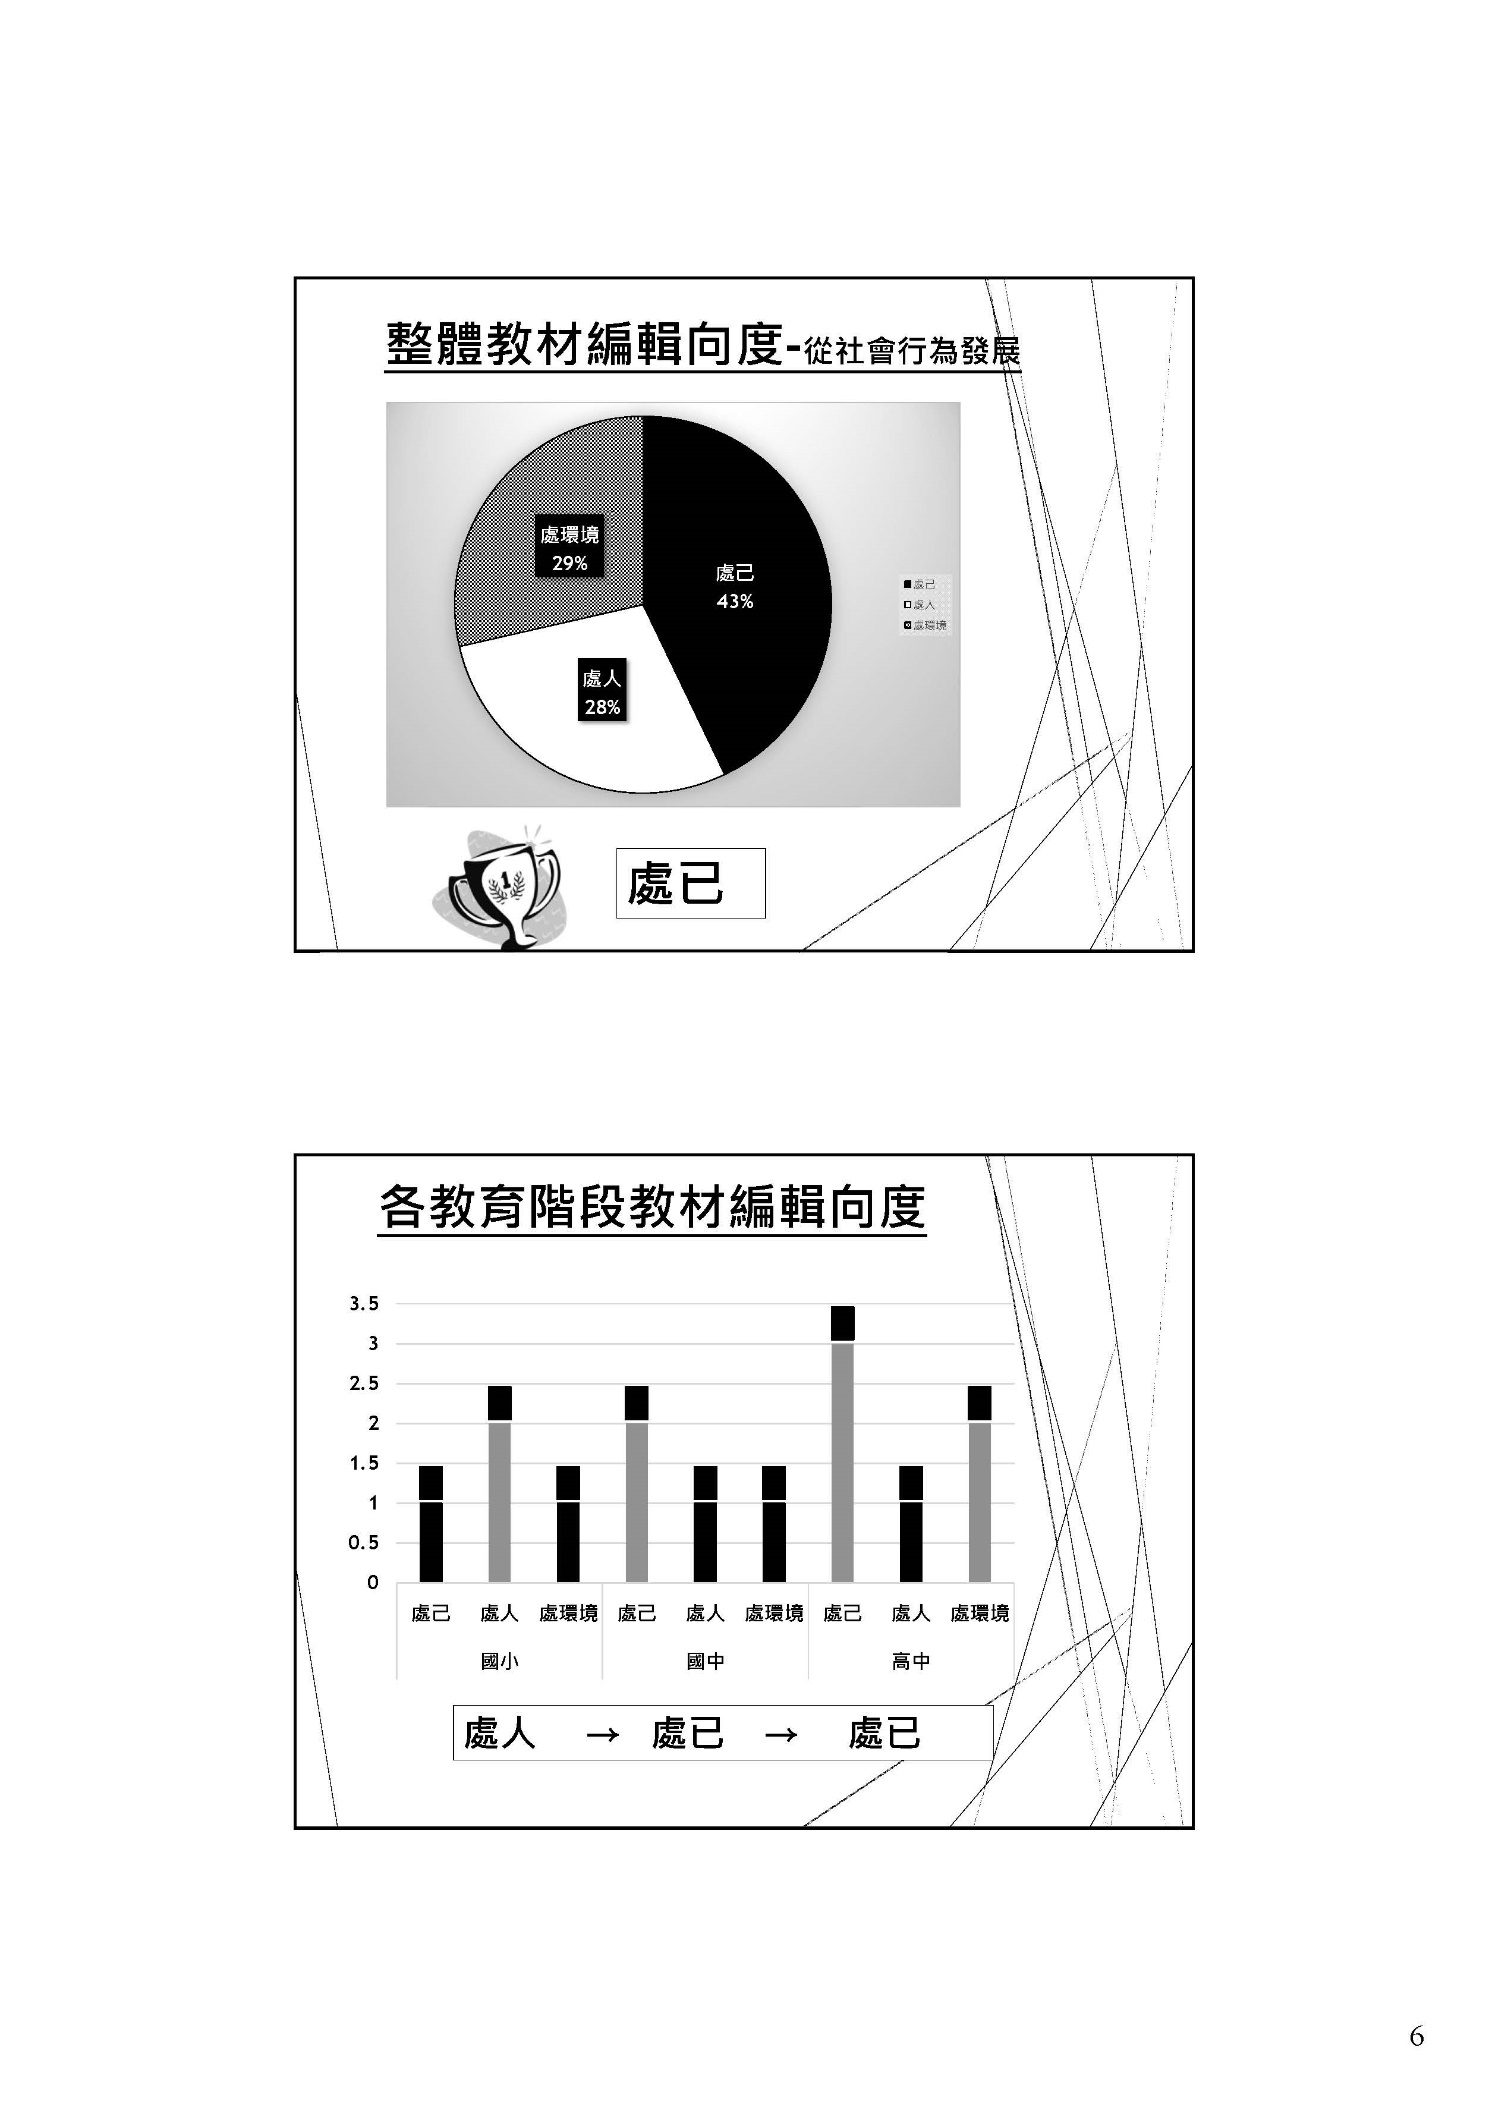 整體教材編輯向度-從社會行為發展
處環境
29%
處己
43%
處人
28%
處己
處人
處環境
1
處已
各教育階段教材編輯向度
3.5
3
2.5
2
1.5
1
0.5
0
處己 處人 處環境 處己 處人 處環境 處己 處人 處環境
國小 國中 高中
處人 → 處已 → 處已
6